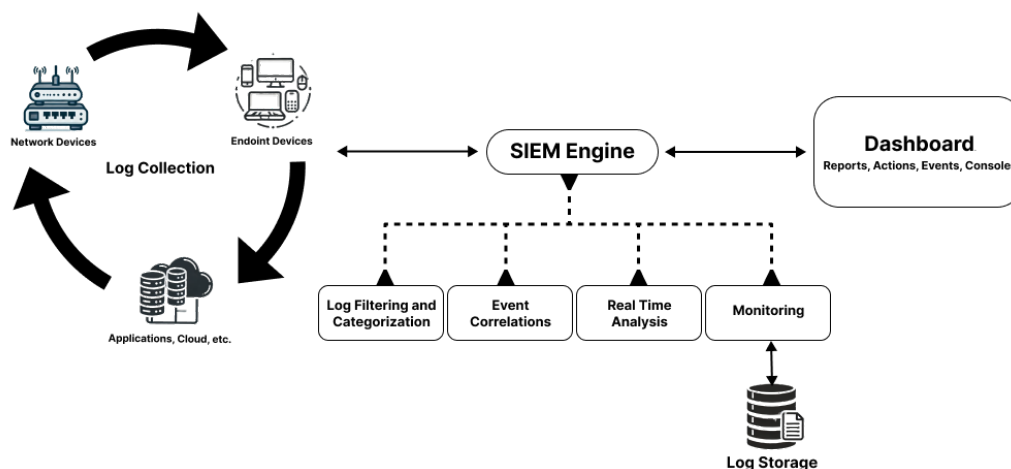 Network Devices
Endoint Devices
Log Collection
Applications, Cloud, etc.
SIEM Engine
Dashboard
Reports, Actions, Events, Console
Log Filtering and
Categorization
Event
Correlations
Real Time
Analysis
Monitoring
Log Storage